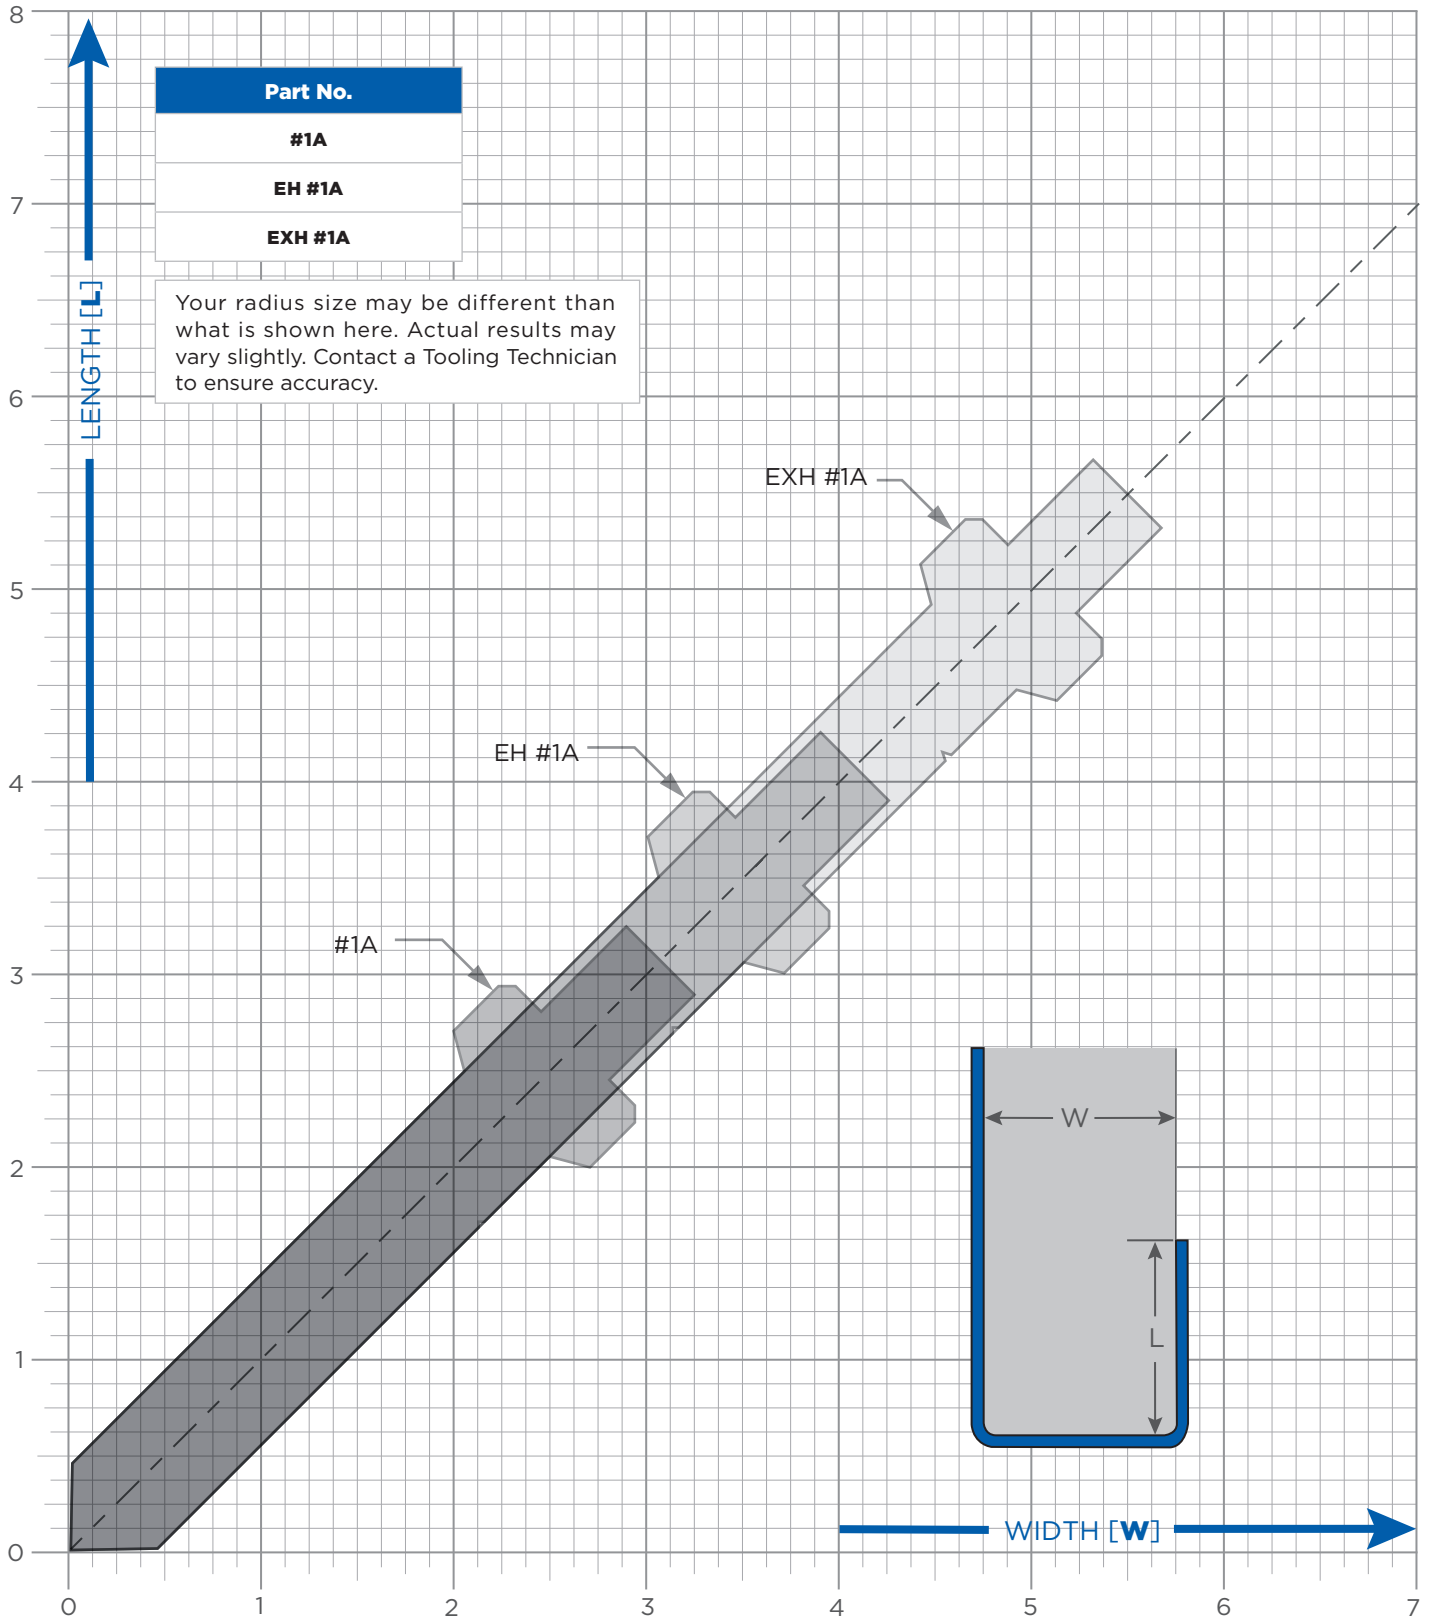 8
Part No.
#1A
EH #1A
EXH #1A
7
Your radius size may be different than
what is shown here. Actual results may
vary slightly. Contact a Tooling Technician
to ensure accuracy.
LENGTH [L]
6
EXH #1A
5
EH #1A
4
#1A
3
W
2
L
1
WIDTH [W]
0
0 1 2 3 4 5 6 7